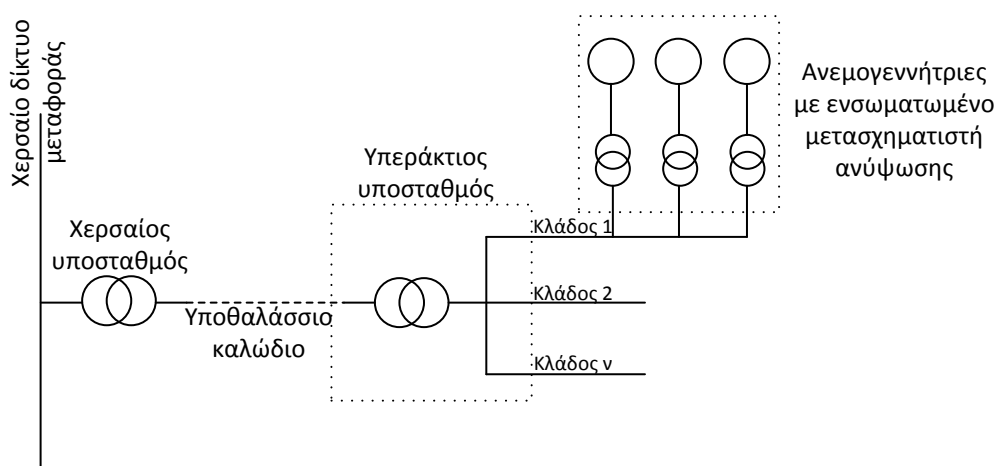 Χερσαίο δίκτυο
μεταφοράς
Χερσαίος
υποσταθμός
Υποθαλάσσιο
καλώδιο
Υπεράκτιος
υποσταθμός
Κλάδος 1
Κλάδος 2
Κλάδος ν
Ανεμογεννήτριες
με ενσωματωμένο
μετασχηματιστή
ανύψωσης